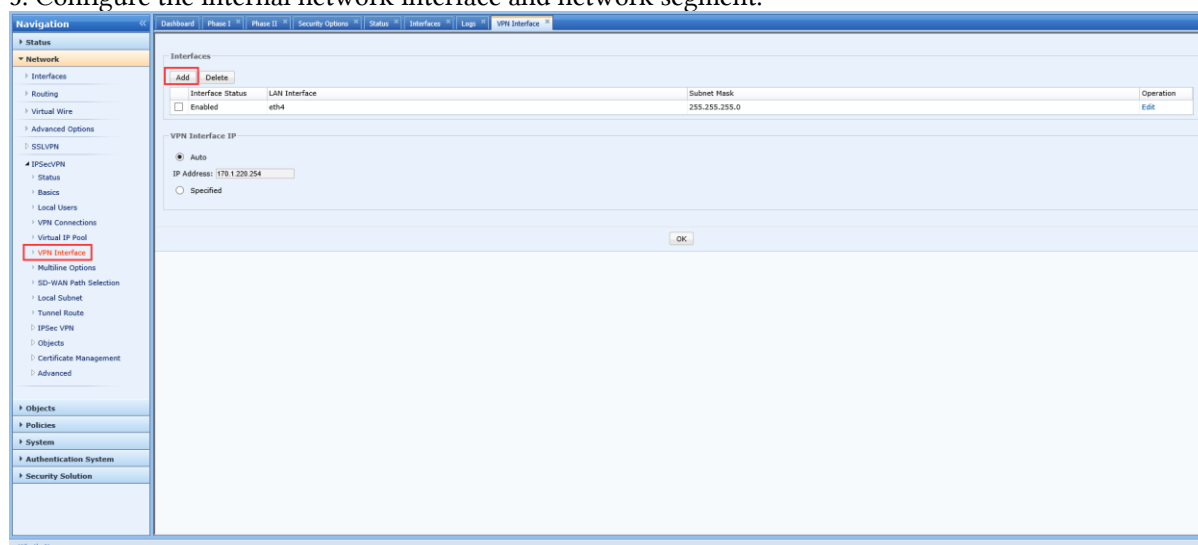 Configure the internal network interface and network segment.
Navigation
Dashboard Phase I Phase II Security Options Status Interfaces Logs VPN Interface
Status
Network
Interfaces
Routing
Virtual Wire
Advanced Options
SSLVPN
IPSecVPN
Status
Basics
Local Users
VPN Connections
Virtual IP Pool
VPN Interface
Multiline Options
SD-WAN Path Selection
Local Subnet
Tunnel Route
IPSec VPN
Objects
Certificate Management
Advanced
Objects
Policies
System
Authentication System
Security Solution
Interfaces
Add Delete
Interface Status LAN Interface Subnet Mask Operation
Enabled eth4 255.255.255.0 Edit
VPN Interface IP
Auto
IP Address: 170.1.220.254
Specified
OK